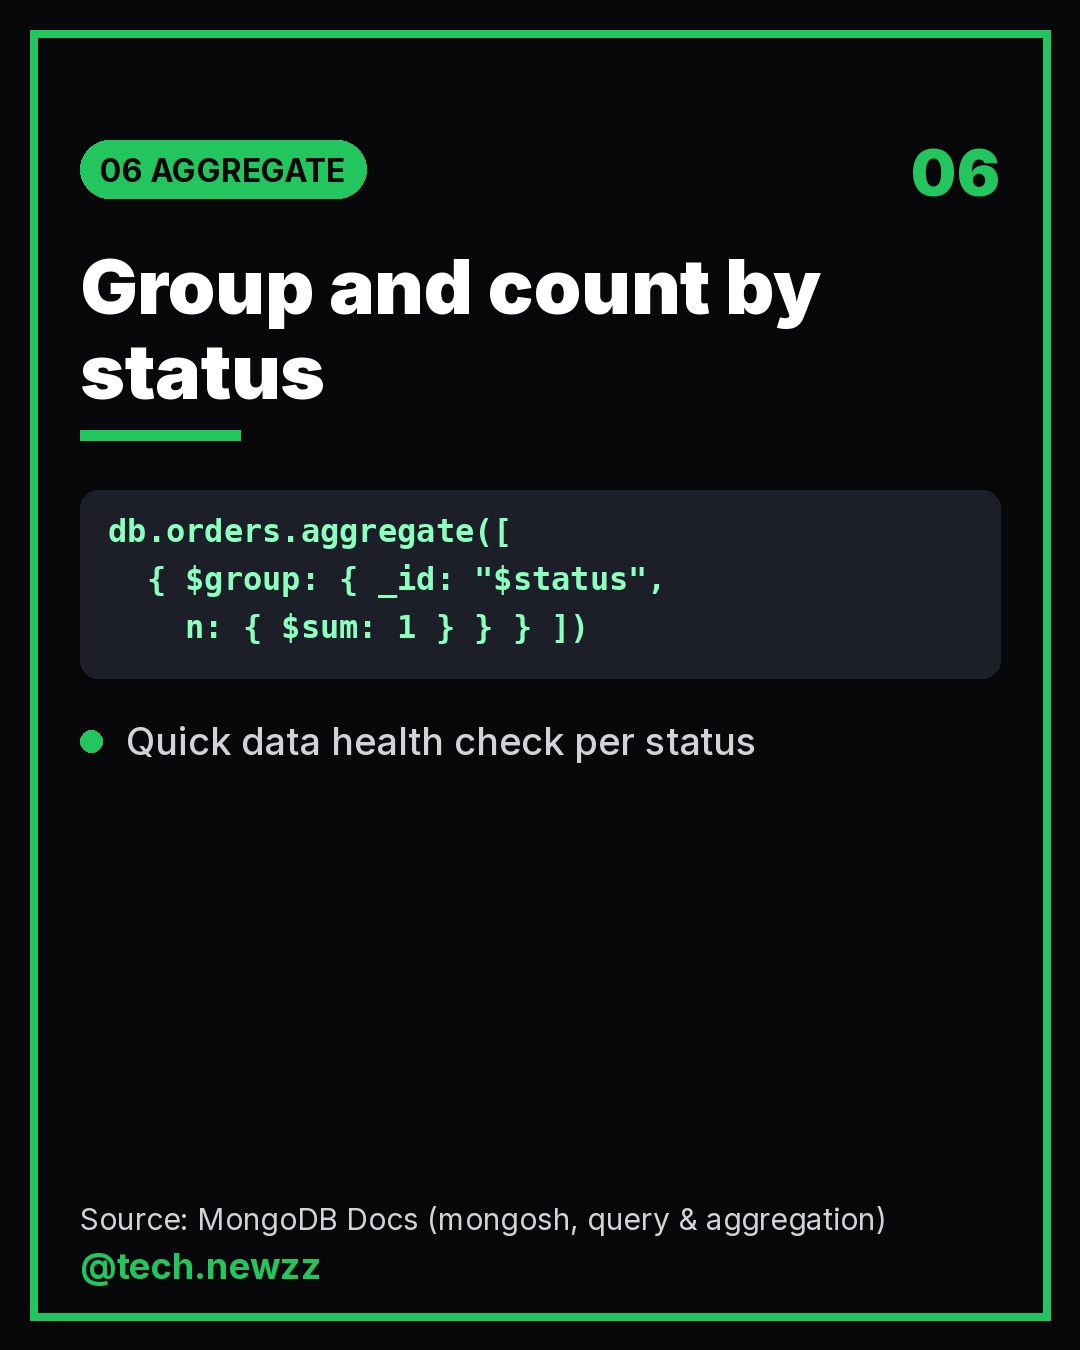 06 AGGREGATE
06
Group and count by
status
db.orders.aggregate([
  { $group: { _id: "$status",
    n: { $sum: 1 } } } ])
Quick data health check per status
Source: MongoDB Docs (mongosh, query & aggregation)
@tech.newzz